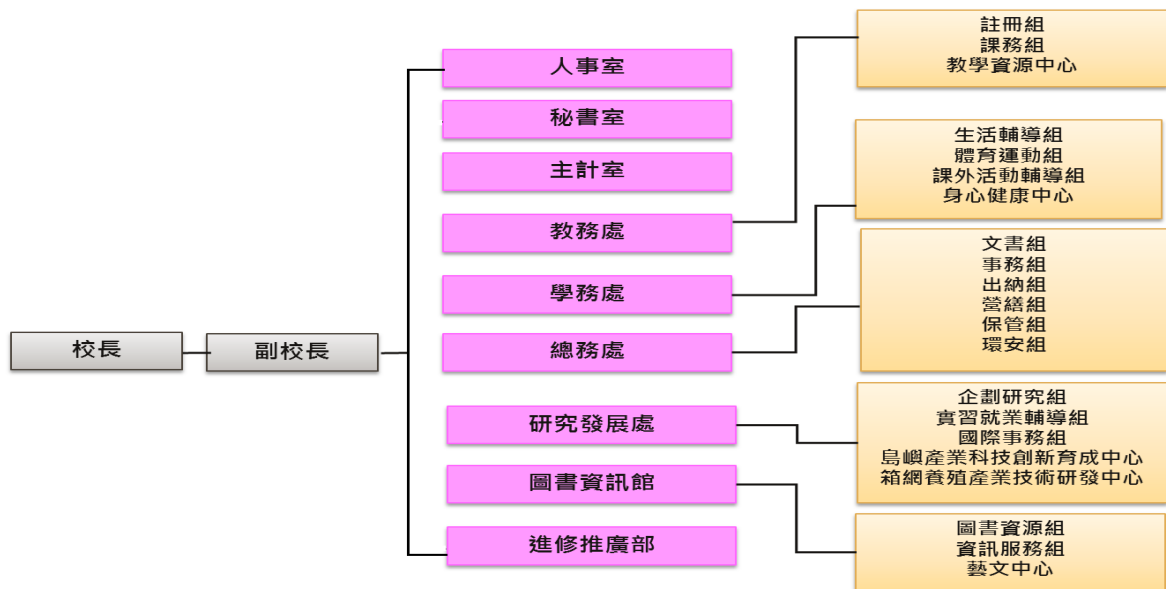 校長
副校長
人事室
秘書室
主計室
教務處
學務處
總務處
研究發展處
圖書資訊館
進修推廣部
註冊組
課務組
教學資源中心
生活輔導組
體育運動組
課外活動輔導組
身心健康中心
文書組
事務組
出納組
營繕組
保管組
環安組
企劃研究組
實習就業輔導組
國際事務組
島嶼產業科技創新育成中心
箱網養殖產業技術研發中心
圖書資源組
資訊服務組
藝文中心